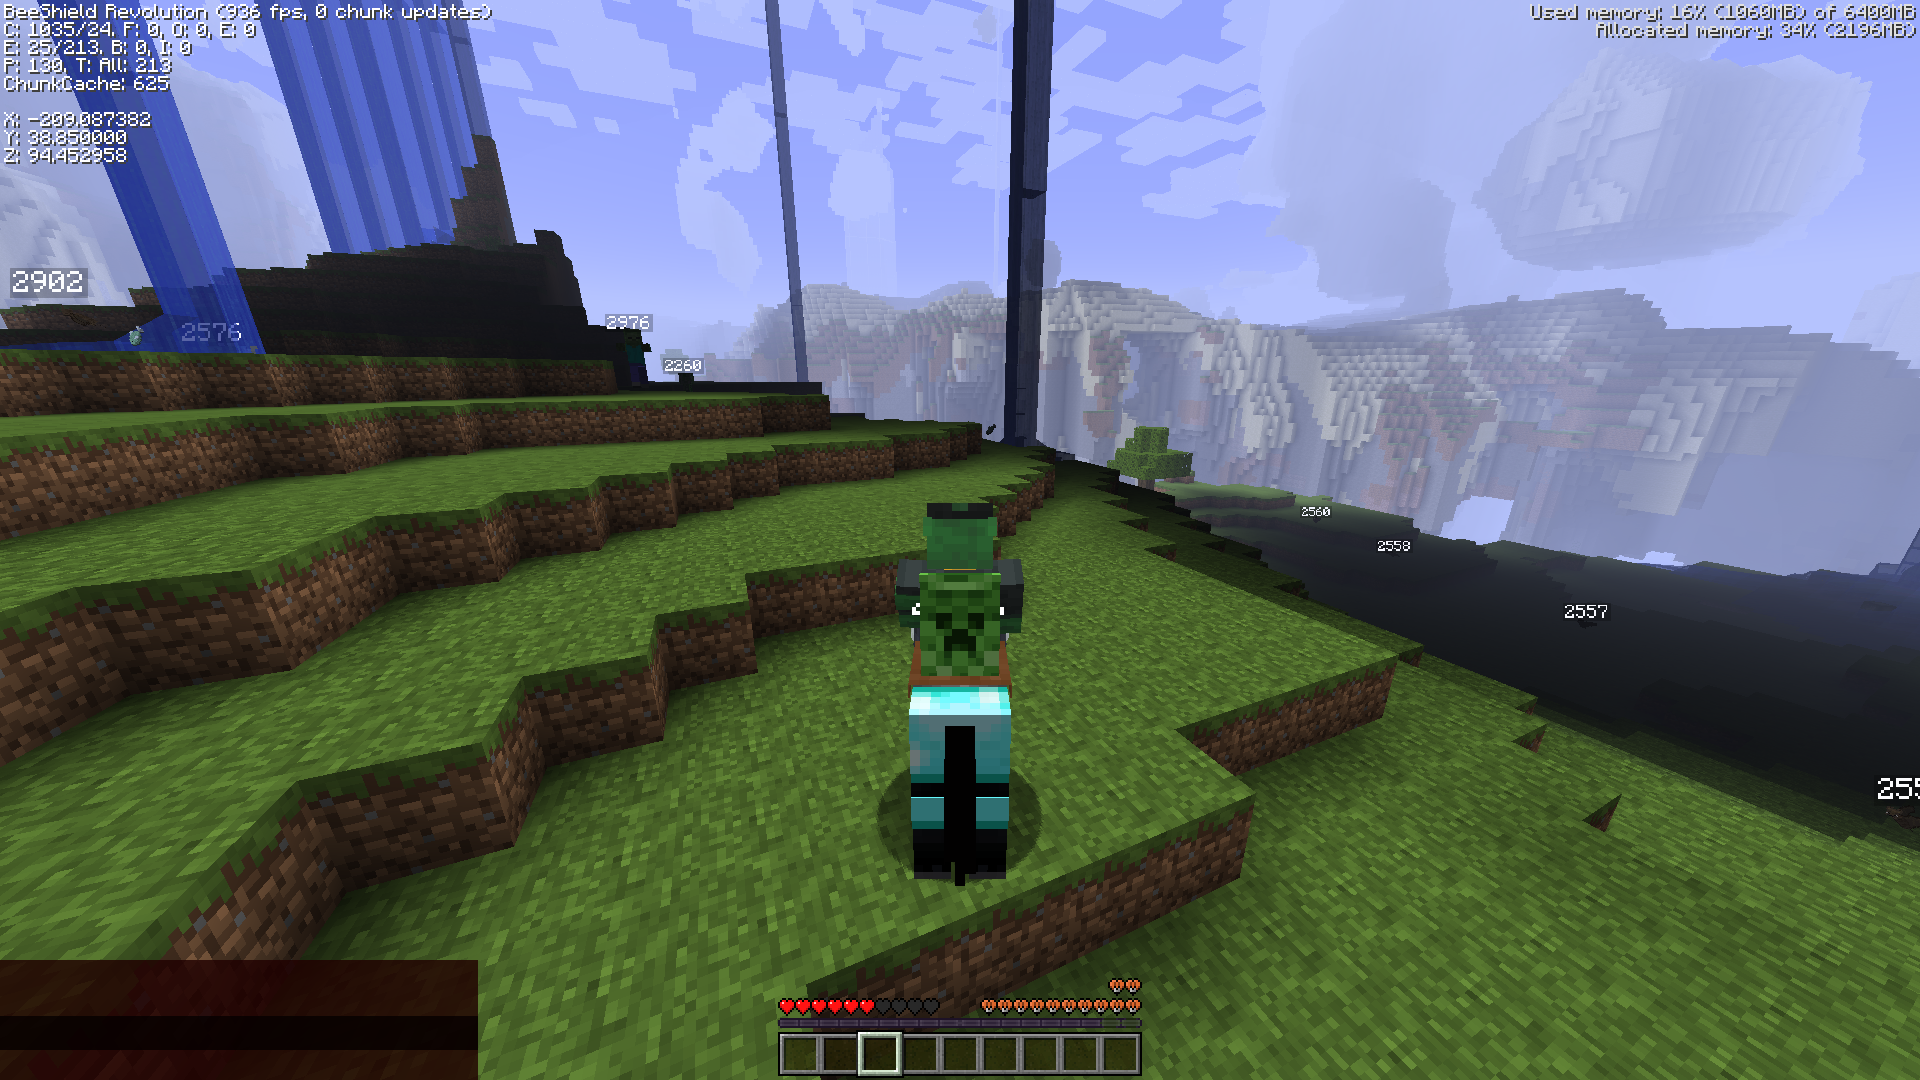 BeeShield Revolution (936 fps, 0 chunk updates)
C: 1035/24. F: 0, O: 0, E: 0
E: 25/213. B: 0, I: 0
P: 130. T: All: 213
ChunkCache: 625
X: -209.087382
Y: 38.850000
Z: 94.452958
Used memory: 16% (1060MB) of 6400MB
Allocated memory: 34% (2196MB)
2902
2576
2976
2260
2560
2558
2557